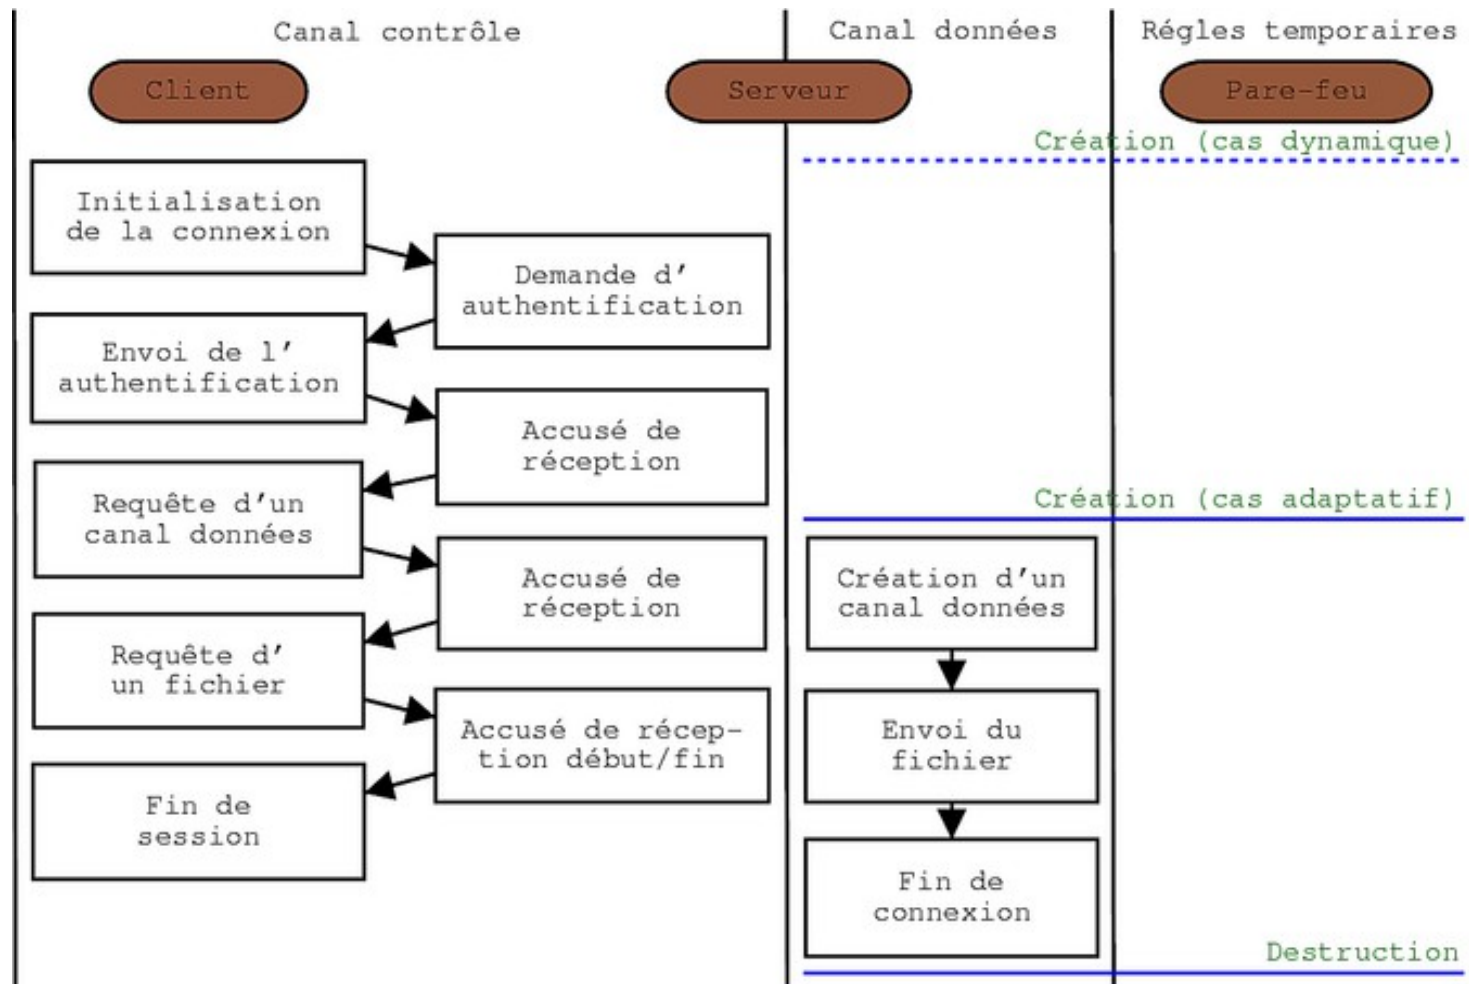 Canal contrôle
Canal données
Régles temporaires
Client
Serveur
Pare-feu
Création (cas dynamique)
Initialisation
de la connexion
Demande d'
authentification
Envoi de l'
authentification
Accusé de
réception
Requête d'un
canal données
Création (cas adaptatif)
Accusé de
réception
Création d'un
canal données
Requête d'
un fichier
Accusé de récep-
tion début/fin
Envoi du
fichier
Fin de
session
Fin de
connexion
Destruction